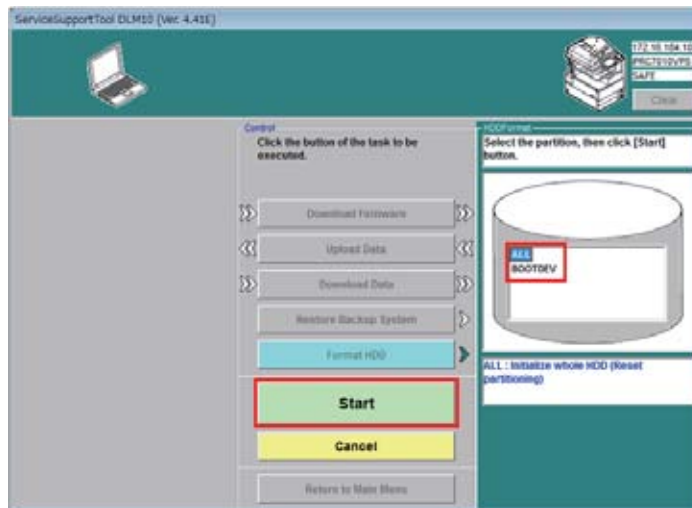 ServiceSupportTool DLM10 (Ver. 4.41E)
SAFE
Clear
Control
Click the button of the task to be
executed.
Download Firmware
Upload Data
Download Data
Restore Backup System
Format HDD
Start
Cancel
Return to Main Menu
HDDFormat
Select the partition, then click [Start]
button.
ALL
BOOTDEV
ALL : Initialize whole HDD (Reset
partitioning)